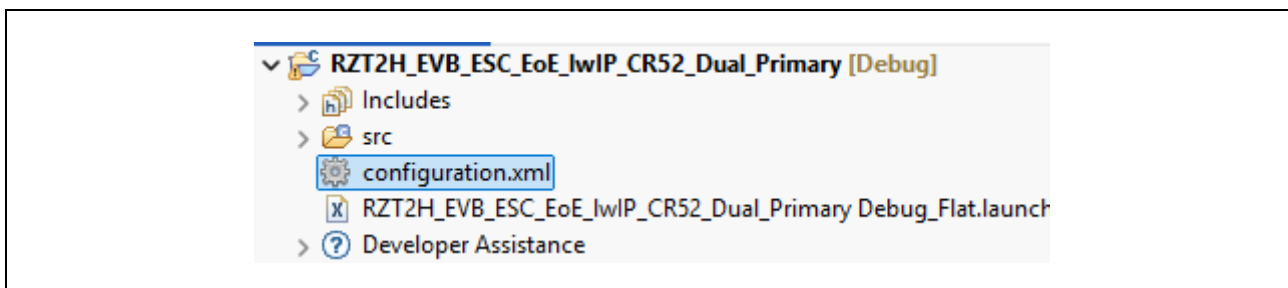 RZT2H_EVB_ESC_EoE_lwIP_CR52_Dual_Primary [Debug]
Includes
src
configuration.xml
RZT2H_EVB_ESC_EoE_lwIP_CR52_Dual_Primary Debug_Flat.launch
Developer Assistance